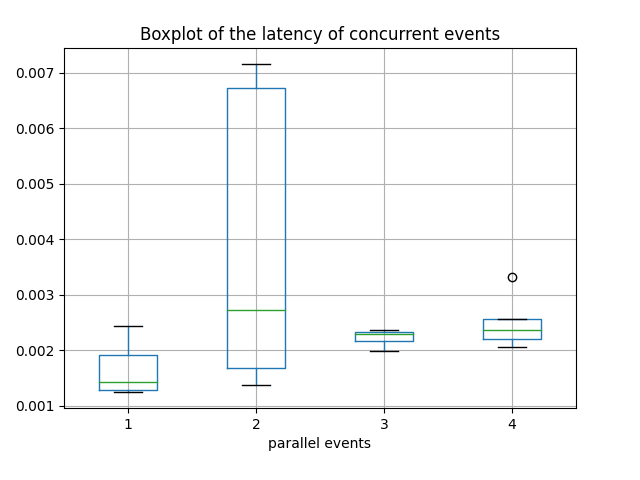 Boxplot of the latency of concurrent events
0.007
0.006
0.005
0.004
0.003
0.002
0.001
1 2 3 4
parallel events